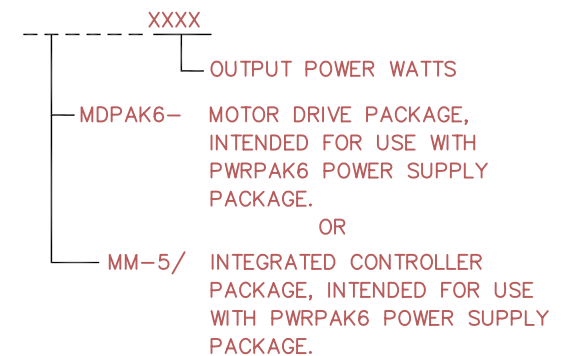 XXXX
OUTPUT POWER WATTS
MDPAK6- MOTOR DRIVE PACKAGE,
INTENDED FOR USE WITH
PWRPAK6 POWER SUPPLY
PACKAGE.
OR
MM-5/ INTEGRATED CONTROLLER
PACKAGE, INTENDED FOR USE
WITH PWRPAK6 POWER SUPPLY
PACKAGE.